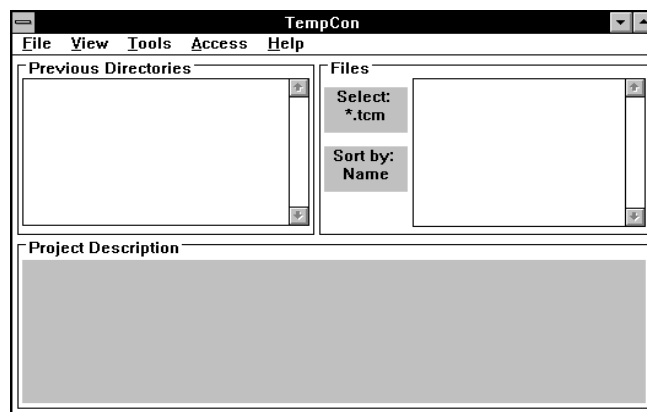 TempCon
File View Tools Access Help
Previous Directories
Files
Select:
*.tcm
Sort by:
Name
Project Description